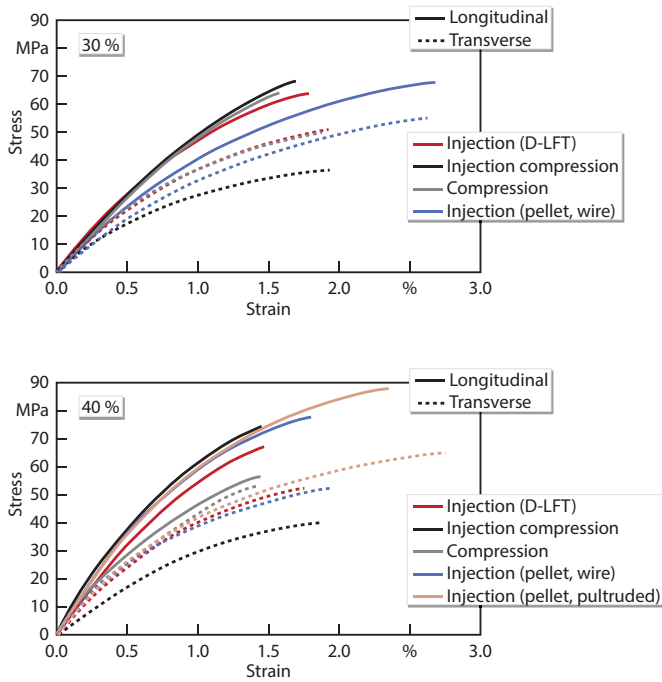 90
MPa
70
60
50
40
30
20
10
0
Stress
30 %
Longitudinal
Transverse
Injection (D-LFT)
Injection compression
Compression
Injection (pellet, wire)
0.0 0.5 1.0 1.5 2.0 % 3.0
Strain
90
MPa
70
60
50
40
30
20
10
0
Stress
40 %
Longitudinal
Transverse
Injection (D-LFT)
Injection compression
Compression
Injection (pellet, wire)
Injection (pellet, pultruded)
0.0 0.5 1.0 1.5 2.0 % 3.0
Strain